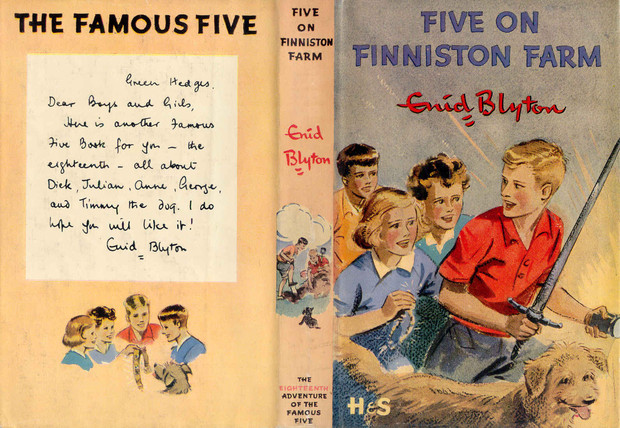 THE FAMOUS FIVE
Green Hedges,
Dear Boys and Girls,
Here is another Famous
Five Book for you – the
eighteenth – all about
Dick, Julian, Anne, George,
and Timmy the dog. I do
hope you will like it!
Enid Blyton
FIVE
ON
FINNISTON
FARM
Enid
Blyton
THE
EIGHTEENTH
ADVENTURE
OF THE
FAMOUS
FIVE
FIVE ON
FINNISTON FARM
Enid Blyton
H&S